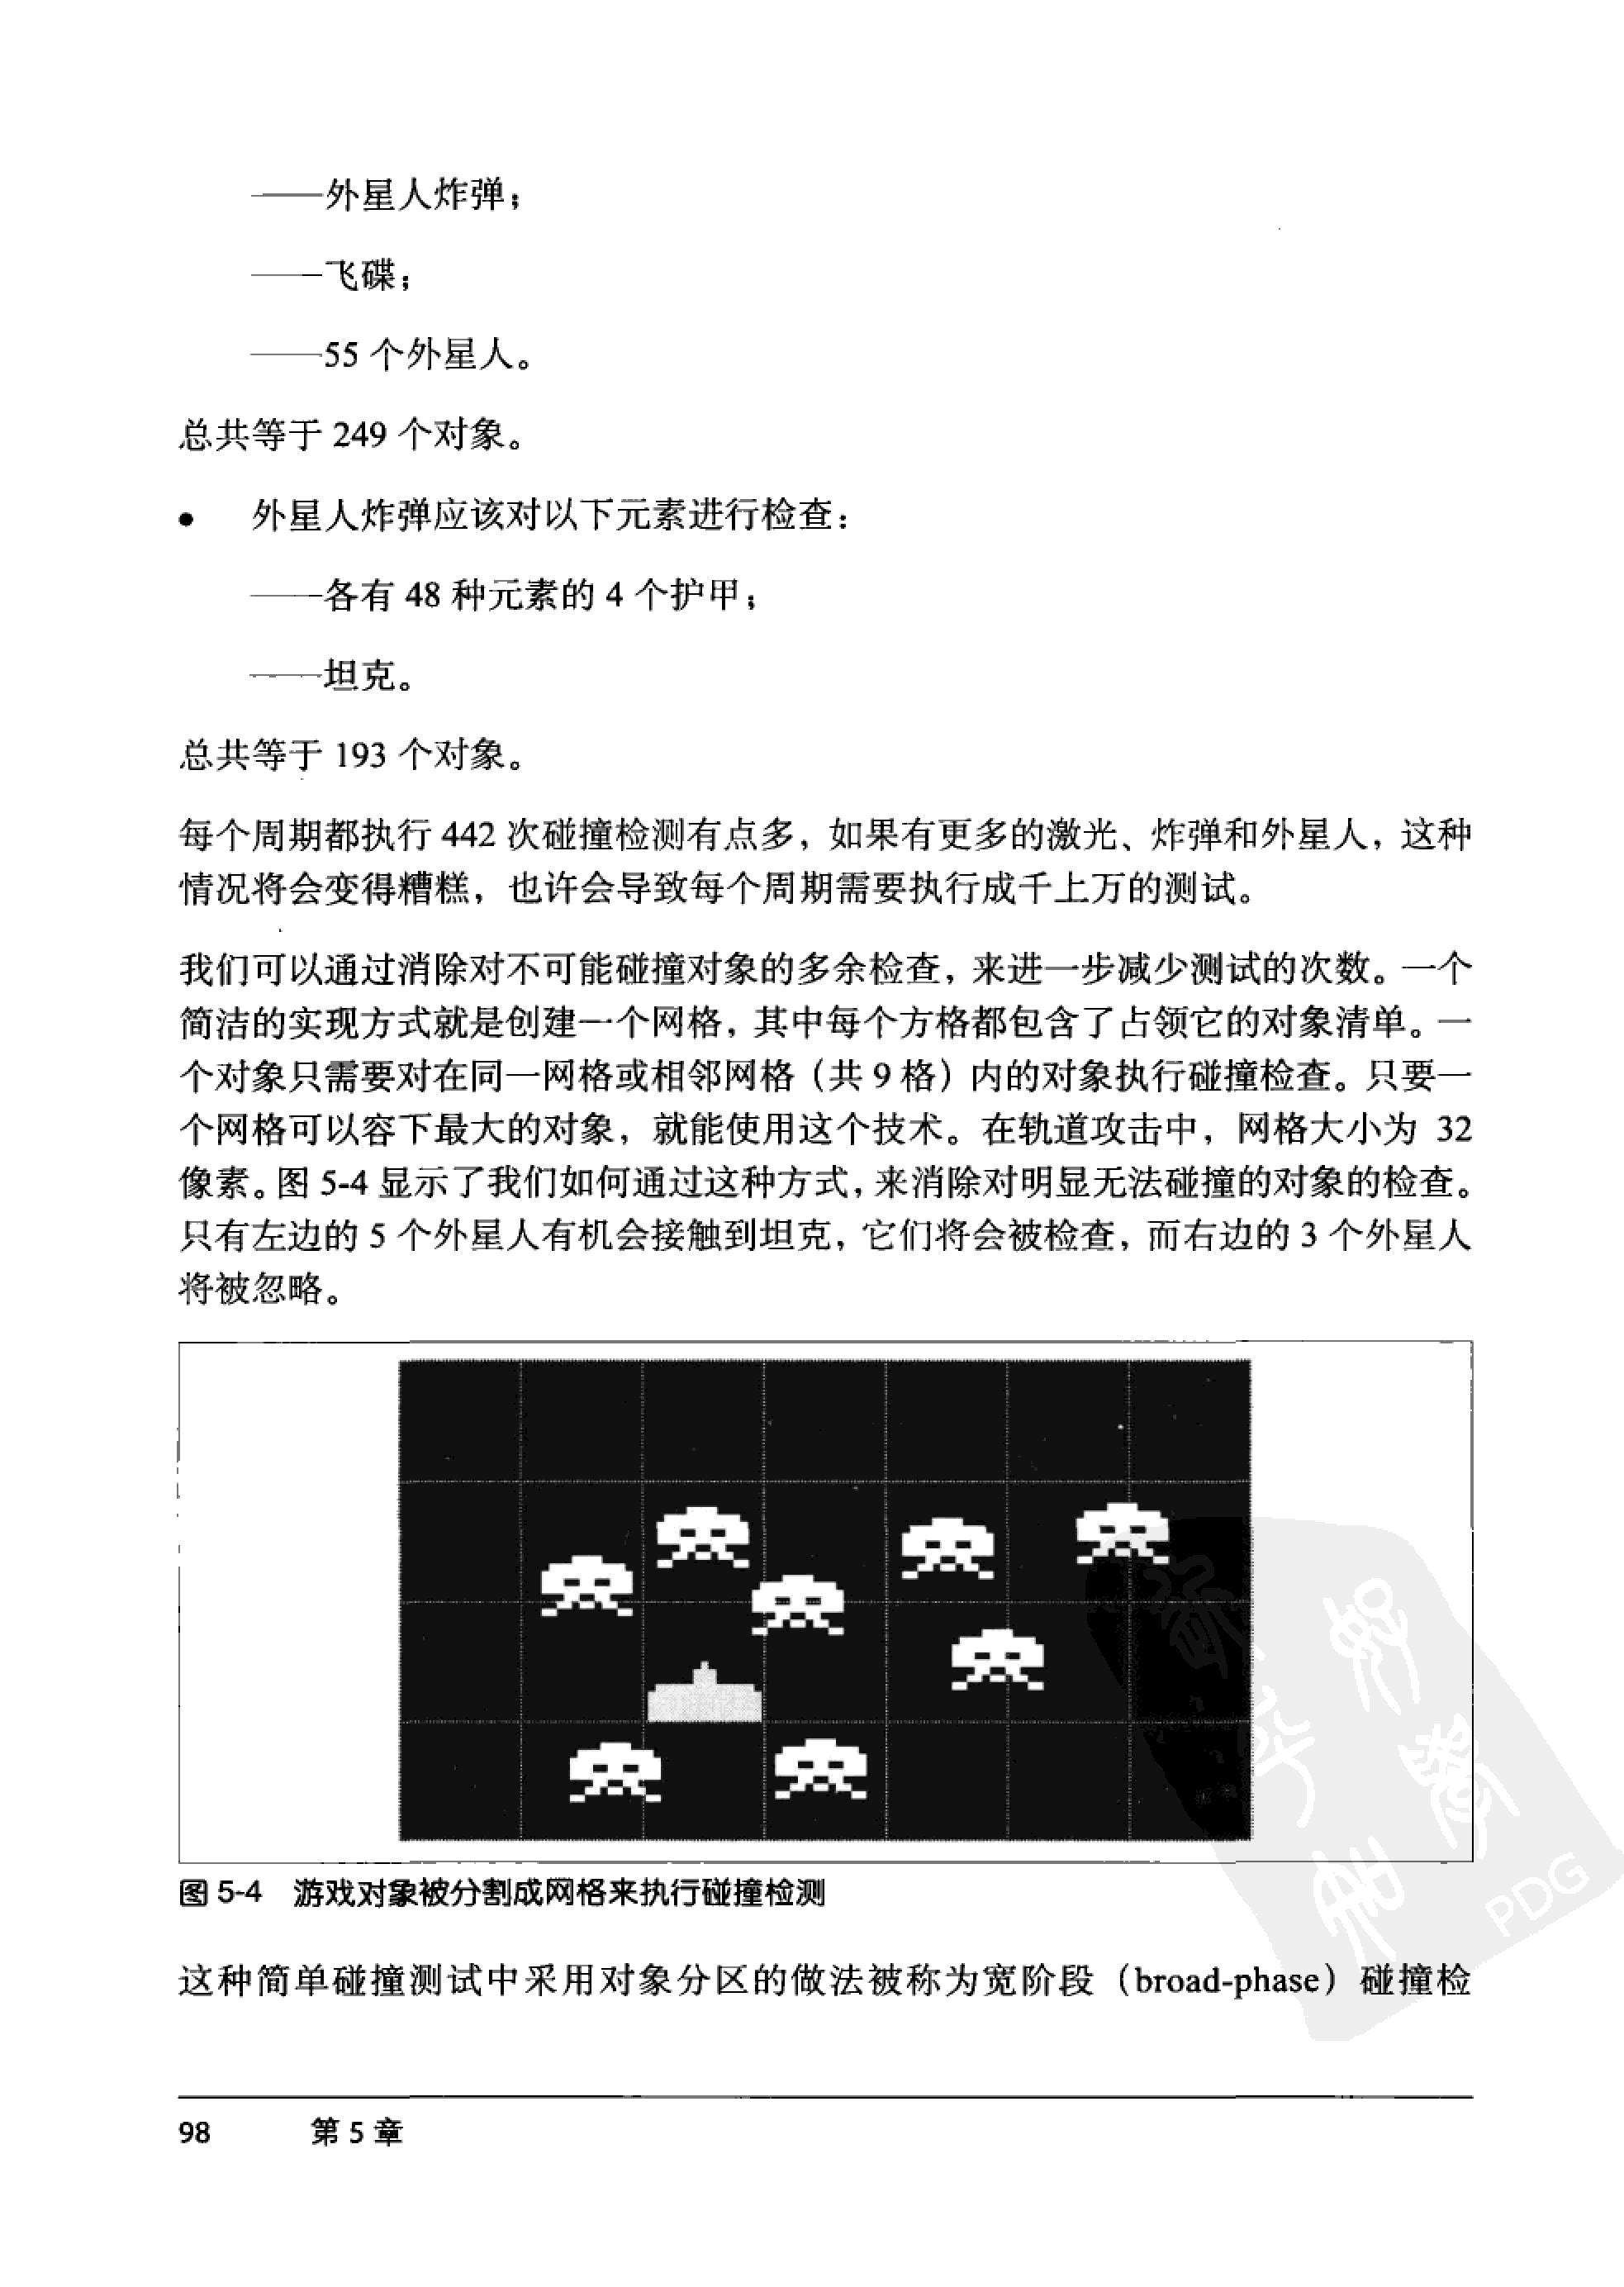 ——外星人炸弹；
——飞碟；
——55 个外星人。
总共等于 249 个对象。
● 外星人炸弹应该对以下元素进行检查：
——各有 48 种元素的 4 个护甲；
——坦克。
总共等于 193 个对象。
每个周期都执行 442 次碰撞检测有点多，如果有更多的激光、炸弹和外星人，这种
情况将会变得糟糕，也许会导致每个周期需要执行成千上万的测试。
我们可以通过消除对不可能碰撞对象的多余检查，来进一步减少测试的次数。一个
简洁的实现方式就是创建一个网格，其中每个方格都包含了占领它的对象清单。一
个对象只需要对在同一网格或相邻网格（共 9 格）内的对象执行碰撞检查。只要一
个网格可以容下最大的对象，就能使用这个技术。在轨道攻击中，网格大小为 32
像素。图 5-4 显示了我们如何通过这种方式，来消除对明显无法碰撞的对象的检查。
只有左边的 5 个外星人有机会接触到坦克，它们将会被检查，而右边的 3 个外星人
将被忽略。
图 5-4 游戏对象被分割成网格来执行碰撞检测
这种简单碰撞测试中采用对象分区的做法被称为宽阶段（broad-phase）碰撞检
PDG
98 第 5 章